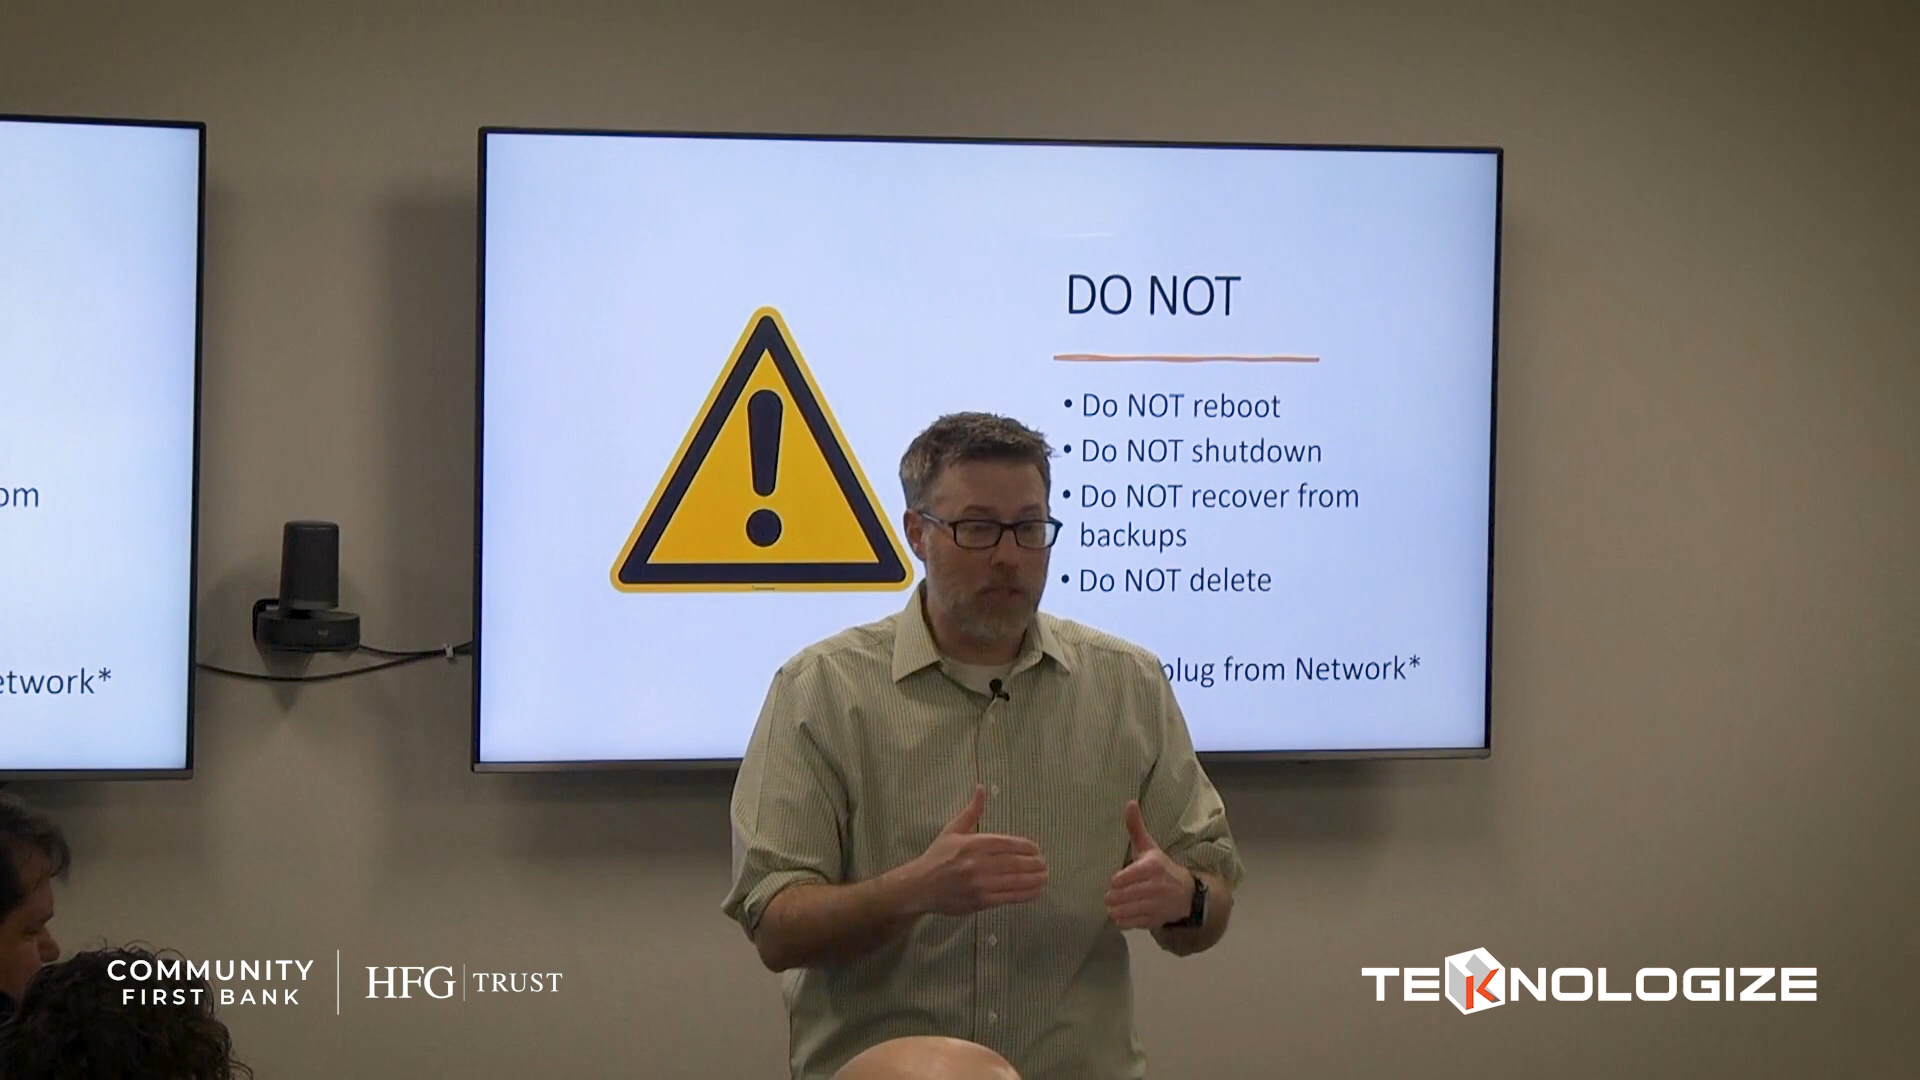 om
etwork*
DO NOT
• Do NOT reboot
• Do NOT shutdown
• Do NOT recover from
backups
• Do NOT delete
plug from Network*
COMMUNITY
FIRST BANK
HFG TRUST
TEKNOLOGIZE